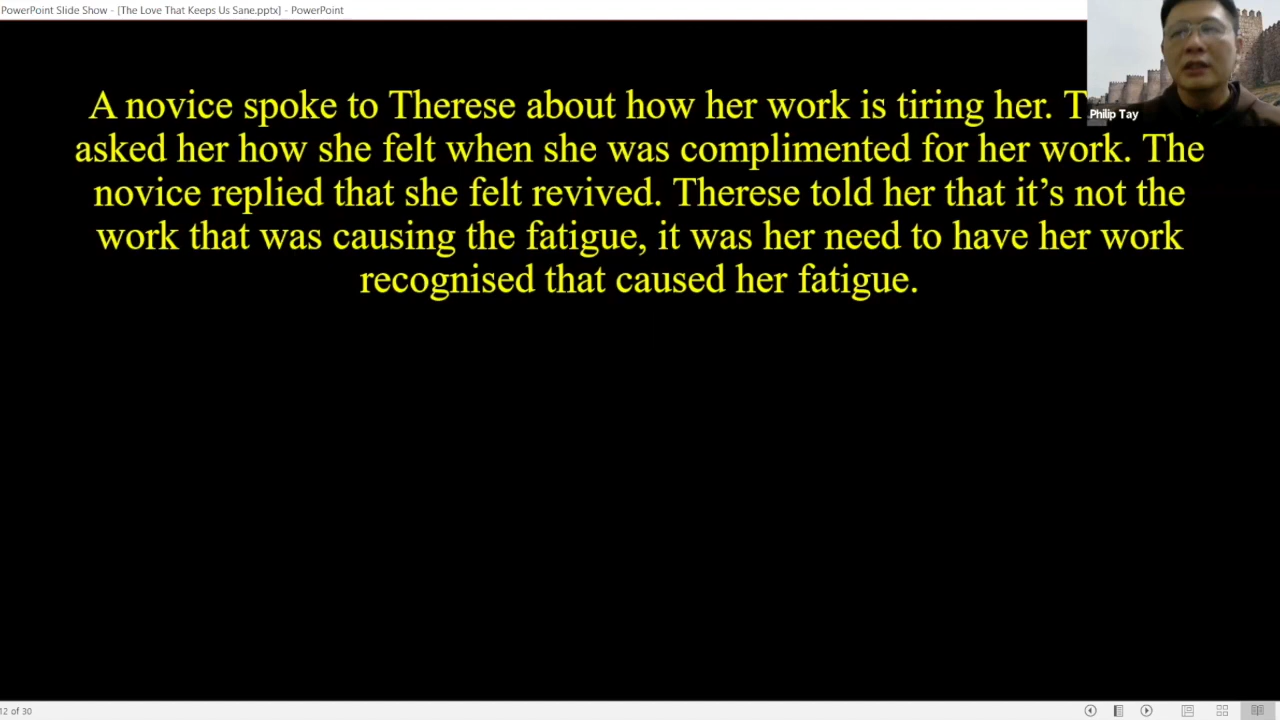 PowerPoint Slide Show - [The Love That Keeps Us Sane.pptx] - PowerPoint
A novice spoke to Therese about how her work is tiring her. T
Philip Tay
asked her how she felt when she was complimented for her work. The
novice replied that she felt revived. Therese told her that it’s not the
work that was causing the fatigue, it was her need to have her work
recognised that caused her fatigue.
12 of 30